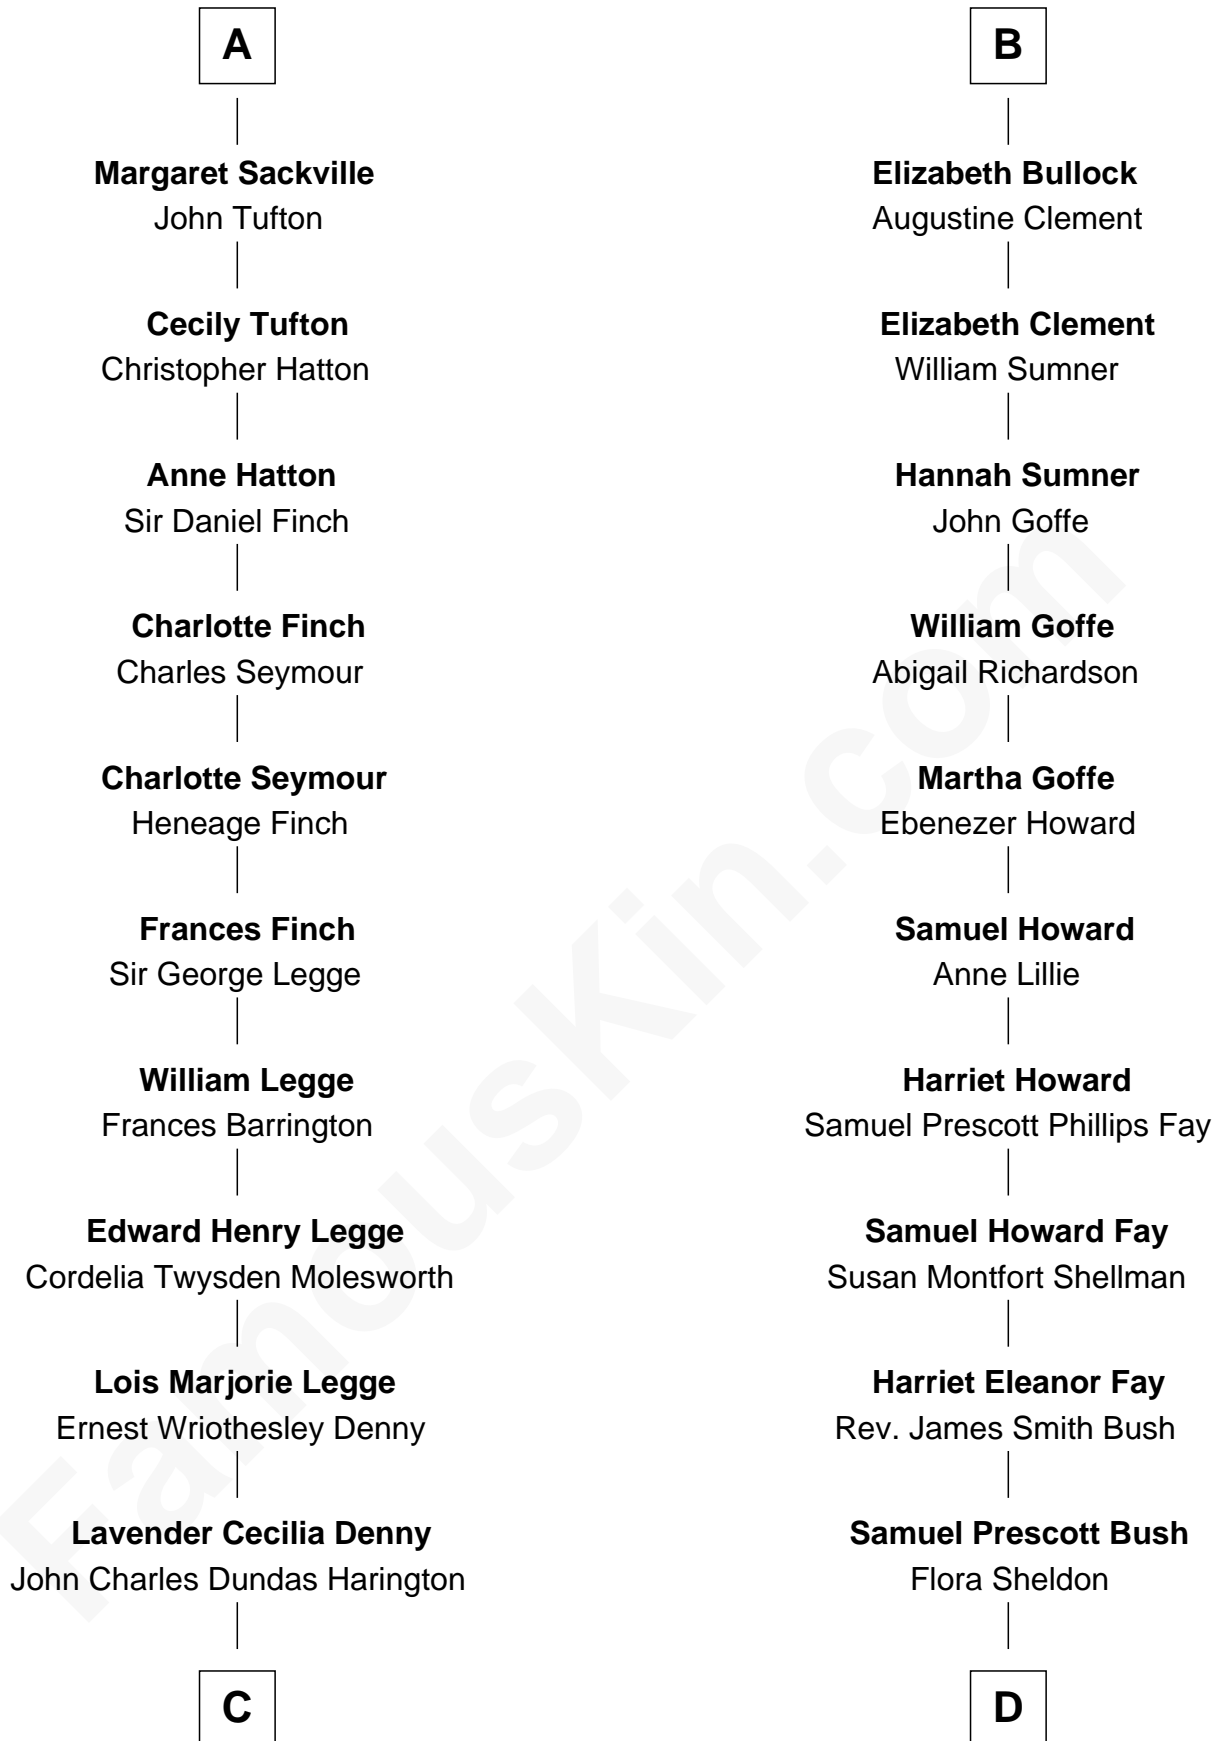 A
Margaret Sackville
John Tufton
Cecily Tufton
Christopher Hatton
Anne Hatton
Sir Daniel Finch
Charlotte Finch
Charles Seymour
Charlotte Seymour
Heneage Finch
Frances Finch
Sir George Legge
William Legge
Frances Barrington
Edward Henry Legge
Cordelia Twysden Molesworth
Lois Marjorie Legge
Ernest Wriothesley Denny
Lavender Cecilia Denny
John Charles Dundas Harington
C
B
Elizabeth Bullock
Augustine Clement
Elizabeth Clement
William Sumner
Hannah Sumner
John Goffe
William Goffe
Abigail Richardson
Martha Goffe
Ebenezer Howard
Samuel Howard
Anne Lillie
Harriet Howard
Samuel Prescott Phillips Fay
Samuel Howard Fay
Susan Montfort Shellman
Harriet Eleanor Fay
Rev. James Smith Bush
Samuel Prescott Bush
Flora Sheldon
D
FamousKin.com